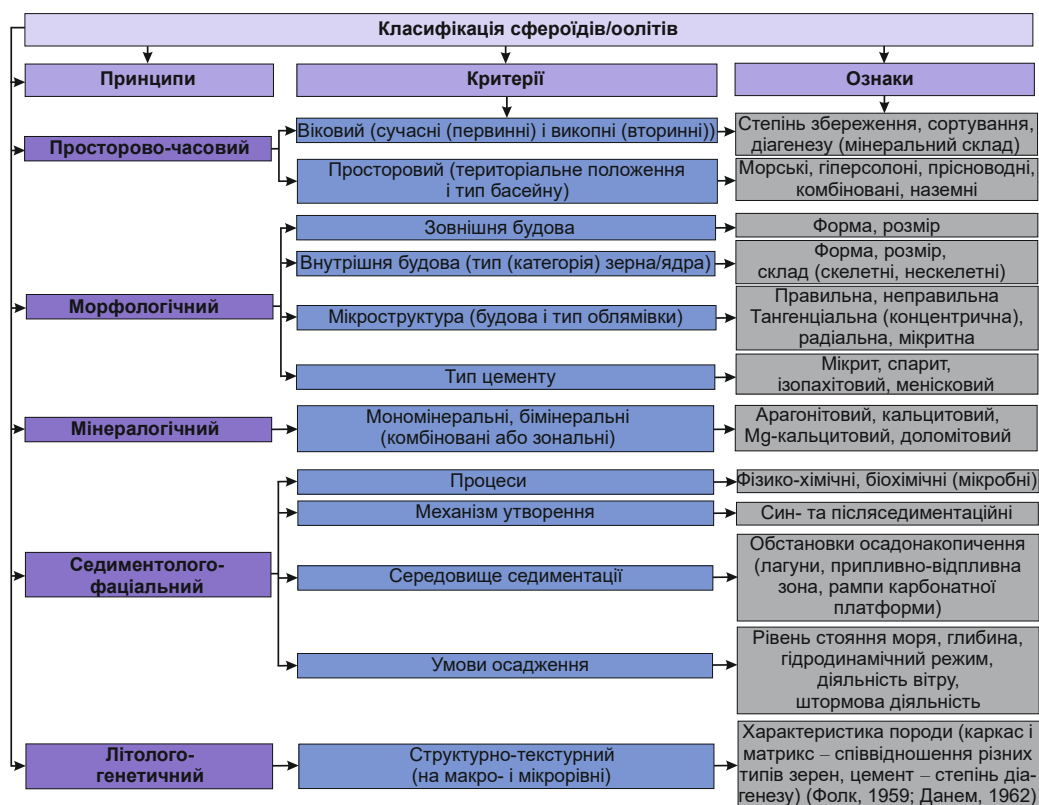 Класифікація сфероїдів/оолітів
Принципи
Критерії
Ознаки
Просторово-часовий
Віковий (сучасні (первинні) і викопні (вторинні))
Степінь збереження, сортування,
діагенезу (мінеральний склад)
Просторовий (територіальне положення
і тип басейну)
Морські, гіперсолоні, прісноводні,
комбіновані, наземні
Морфологічний
Зовнішня будова
Форма, розмір
Внутрішня будова (тип (категорія) зерна/ядра)
Форма, розмір,
склад (скелетні, нескелетні)
Мікроструктура (будова і тип облямівки)
Правильна, неправильна
Тангенціальна (концентрична),
радіальна, мікритна
Тип цементу
Мікрит, спарит,
ізопахітовий, менісковий
Мінералогічний
Мономінеральні, бімінеральні
(комбіновані або зональні)
Арагонітовий, кальцитовий,
Mg-кальцитовий, доломітовий
Седиментолого-
фаціальний
Процеси
Фізико-хімічні, біохімічні (мікробні)
Механізм утворення
Син- та післяседиментаційні
Середовище седиментації
Обстановки осадонакопичення
(лагуни, припливно-відпливна
зона, рампи карбонатної
платформи)
Умови осадження
Рівень стояння моря, глибина,
гідродинамічний режим,
діяльність вітру,
штормова діяльність
Літолого-
генетичний
Структурно-текстурний
(на макро- і мікрорівні)
Характеристика породи (каркас і
матрикс – співвідношення різних
типів зерен, цемент – степінь діа-
генезу) (Фолк, 1959; Данем, 1962)